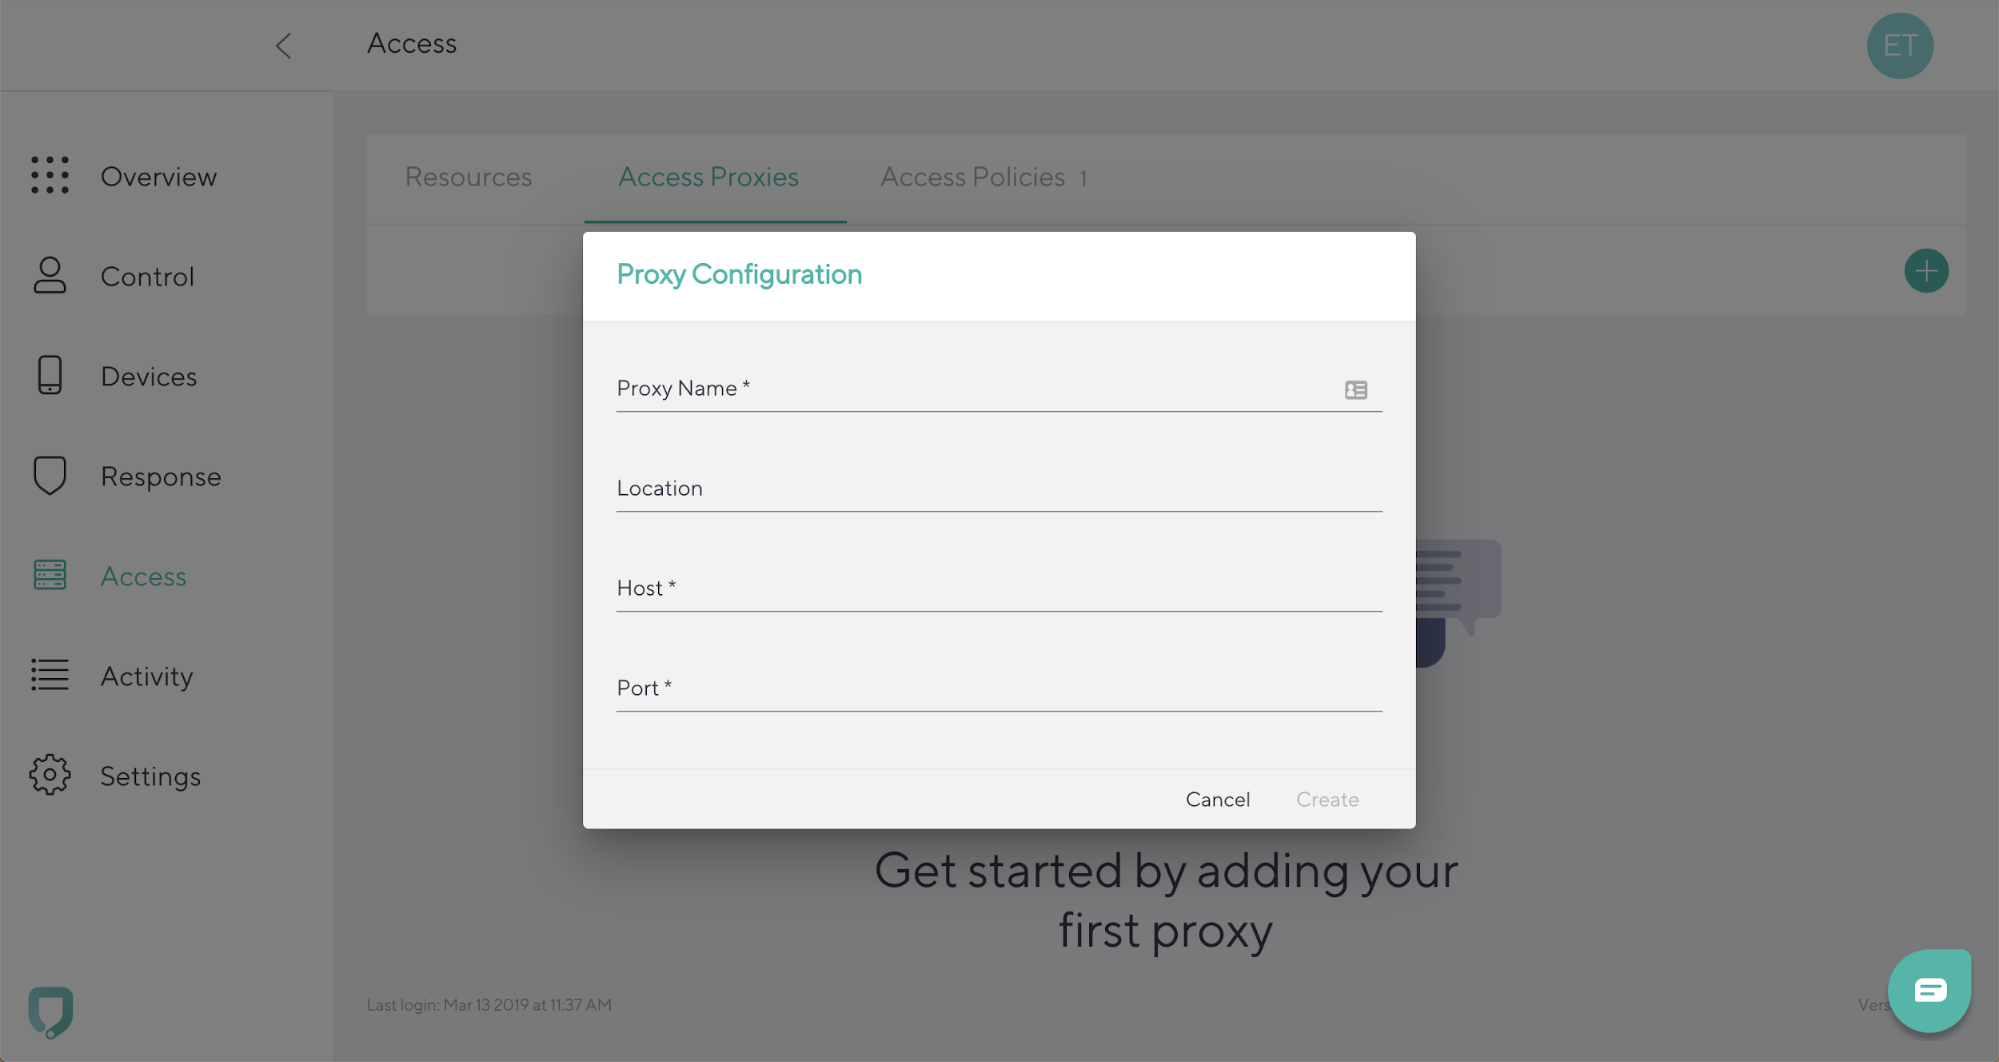 Access
ET
Overview
Control
Devices
Response
Access
Activity
Settings
Resources
Access Proxies
Access Policies 1
Proxy Configuration
Proxy Name *
Location
Host *
Port *
Cancel
Create
Get started by adding your
first proxy
Last login: Mar 13 2019 at 11:37 AM